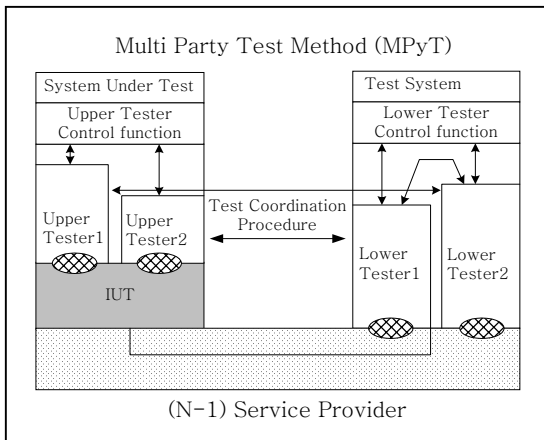 Multi Party Test Method (MPyT)
System Under Test
Upper Tester
Control function
Test System
Lower Tester
Control function
Upper
Tester1
Upper
Tester2
Test Coordination
Procedure
Lower
Tester1
Lower
Tester2
IUT
(N-1) Service Provider